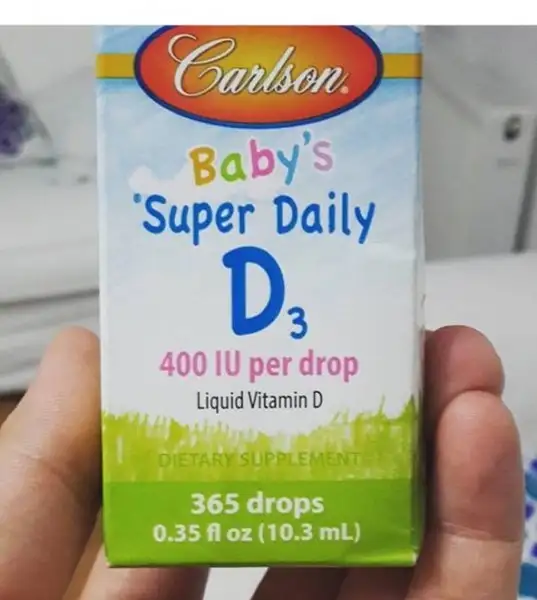 Carlson®
Baby's
Super Daily
D3
400 IU per drop
Liquid Vitamin D
DIETARY SUPPLEMENT
365 drops
0.35 fl oz (10.3 mL)